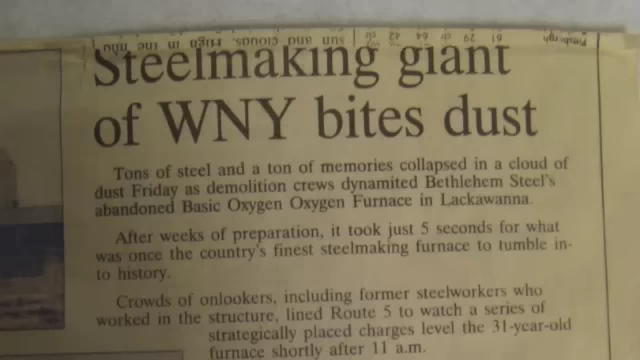 Steelmaking giant
of WNY bites dust
Tons of steel and a ton of memories collapsed in a cloud of
dust Friday as demolition crews dynamited Bethlehem Steel's
abandoned Basic Oxygen Oxygen Furnace in Lackawanna.
After weeks of preparation, it took just 5 seconds for what
was once the country's finest steelmaking furnace to tumble in-
to history.
Crowds of onlookers, including former steelworkers who
worked in the structure, lined Route 5 to watch a series of
strategically placed charges level the 31-year-old
furnace shortly after 11 a.m.